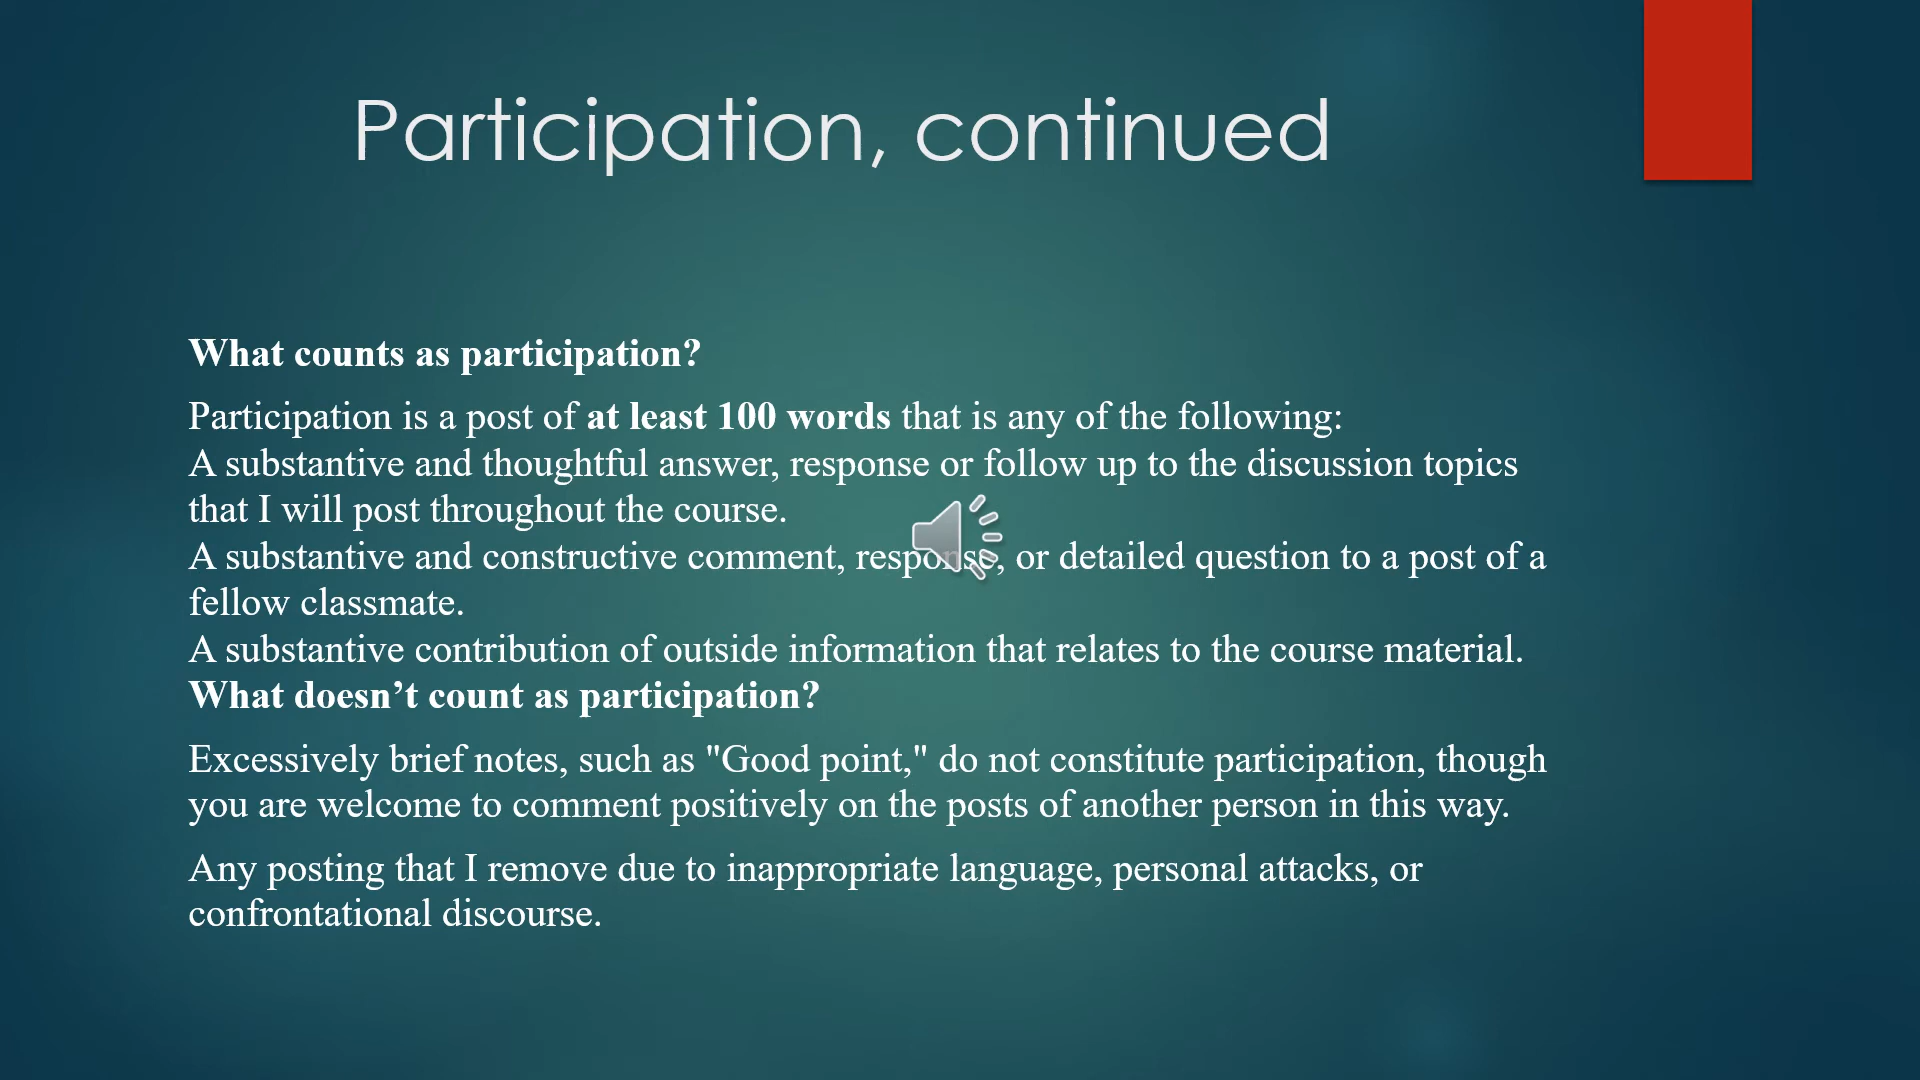 Participation, continued
What counts as participation?
Participation is a post of at least 100 words that is any of the following:
A substantive and thoughtful answer, response or follow up to the discussion topics
that I will post throughout the course.
A substantive and constructive comment, response, or detailed question to a post of a
fellow classmate.
A substantive contribution of outside information that relates to the course material.
What doesn’t count as participation?
Excessively brief notes, such as "Good point," do not constitute participation, though
you are welcome to comment positively on the posts of another person in this way.
Any posting that I remove due to inappropriate language, personal attacks, or
confrontational discourse.